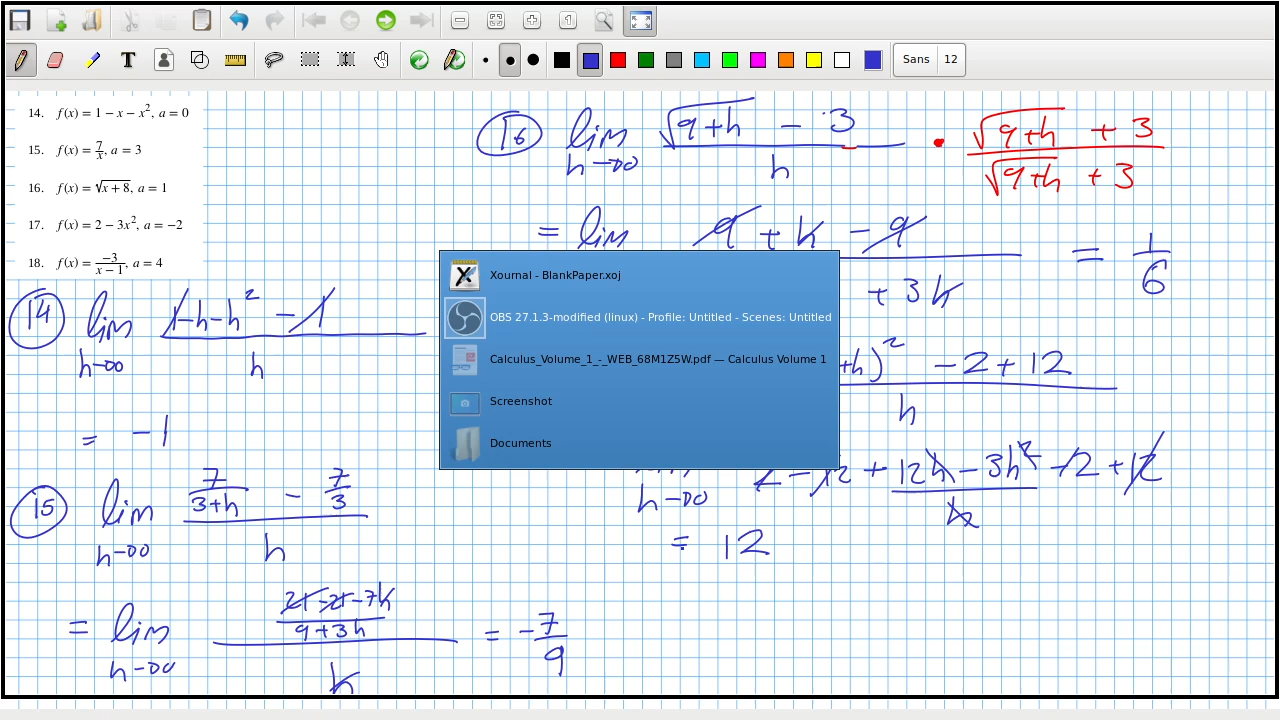 Sans 12
14. f(x) = 1 − x − x², a = 0
15. f(x) = 7/x, a = 3
16. f(x) = √(x + 8), a = 1
17. f(x) = 2 − 3x², a = −2
18. f(x) = −3/(x − 1), a = 4
14 lim h→0 (1-h-h² - 1)/h
= -1
15 lim h→0 (7/(3+h) - 7/3)/h
= lim h→0 ((21-21-7h)/(9+3h))/h = -7/9
16 lim h→0 (√(9+h) - 3)/h · (√(9+h) + 3)/(√(9+h) + 3)
= lim 9 + h - 9 = 1/6
+ 3h
+h)² - 2 + 12
h
h→0 - 12 + 12h - 3h² - 2 + 12
h
= 12
Xournal - BlankPaper.xoj
OBS 27.1.3-modified (linux) - Profile: Untitled - Scenes: Untitled
Calculus_Volume_1_-_WEB_68M1Z5W.pdf — Calculus Volume 1
Screenshot
Documents